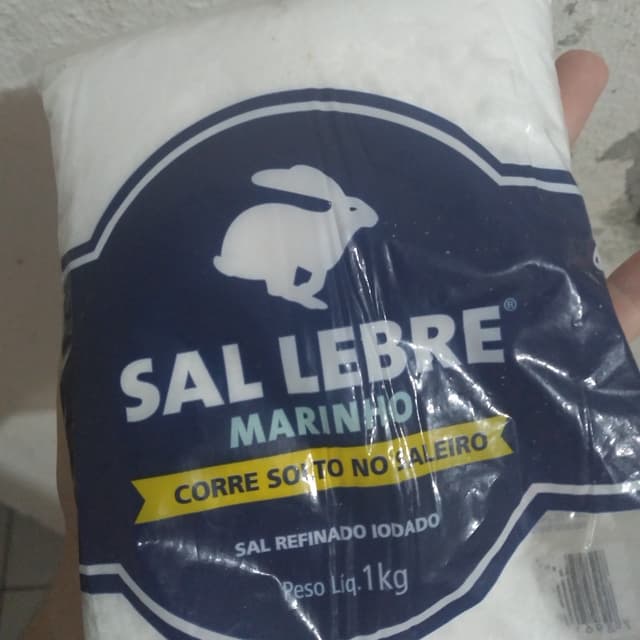 SAL LEBRE®
MARINHO
CORRE SOLTO NO SALEIRO
SAL REFINADO IODADO
Peso Líq. 1kg